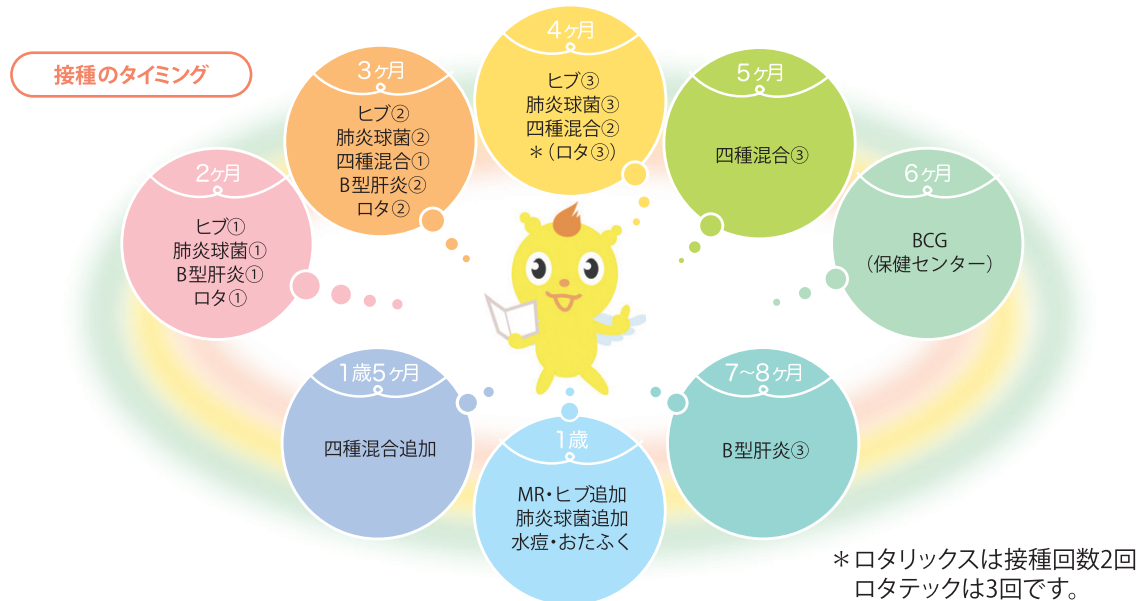 接種のタイミング
2ヶ月
ヒブ①
肺炎球菌①
B型肝炎①
ロタ①
3ヶ月
ヒブ②
肺炎球菌②
四種混合①
B型肝炎②
ロタ②
4ヶ月
ヒブ③
肺炎球菌③
四種混合②
＊（ロタ③）
5ヶ月
四種混合③
6ヶ月
BCG
（保健センター）
7〜8ヶ月
B型肝炎③
1歳
MR・ヒブ追加
肺炎球菌追加
水痘・おたふく
1歳5ヶ月
四種混合追加
＊ロタリックスは接種回数2回
ロタテックは3回です。